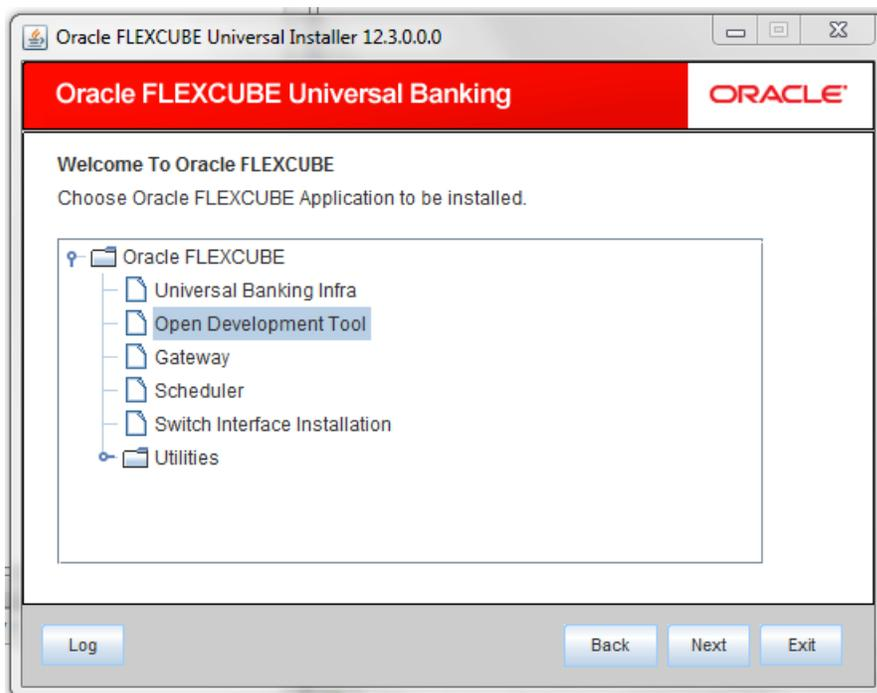 Oracle FLEXCUBE Universal Installer 12.3.0.0.0
Oracle FLEXCUBE Universal Banking
ORACLE
Welcome To Oracle FLEXCUBE
Choose Oracle FLEXCUBE Application to be installed.
Oracle FLEXCUBE
Universal Banking Infra
Open Development Tool
Gateway
Scheduler
Switch Interface Installation
Utilities
Log Back Next Exit